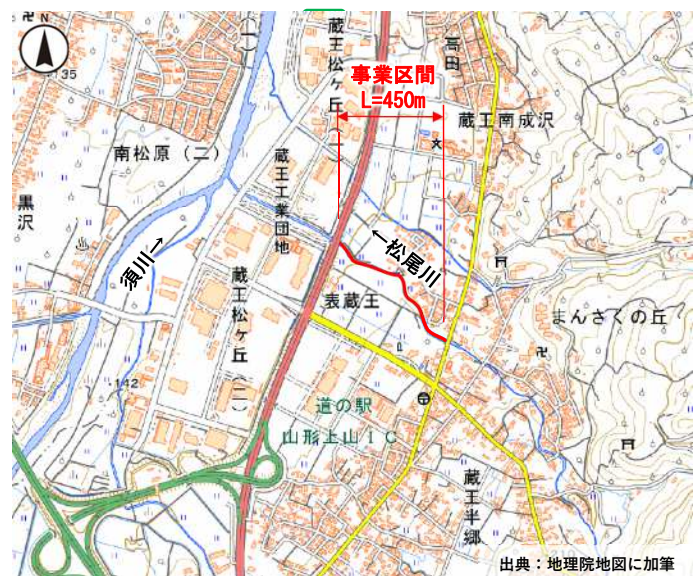 N
135
蔵王松ヶ丘(一)
高田
事業区間
L=450m
蔵王南成沢
南松原(二)
黒沢
蔵王工業団地
須川→
←松尾川
蔵王松ヶ丘(二)
表蔵王
まんさくの丘
142
道の駅
山形上山IC
蔵王半郷
出典:地理院地図に加筆